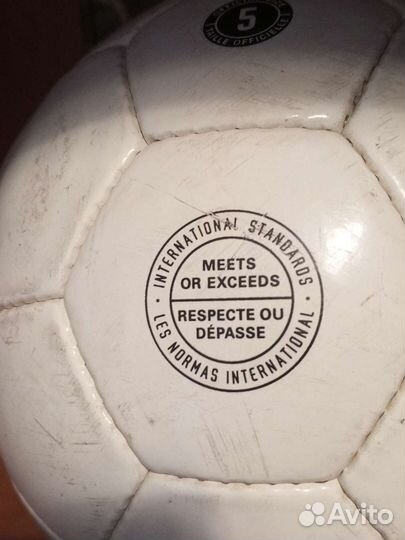 5
TAILLE OFFICIELLE
INTERNATIONAL STANDARDS
MEETS
OR EXCEEDS
RESPECTE OU
DÉPASSE
LES NORMAS INTERNATIONAL
Avito